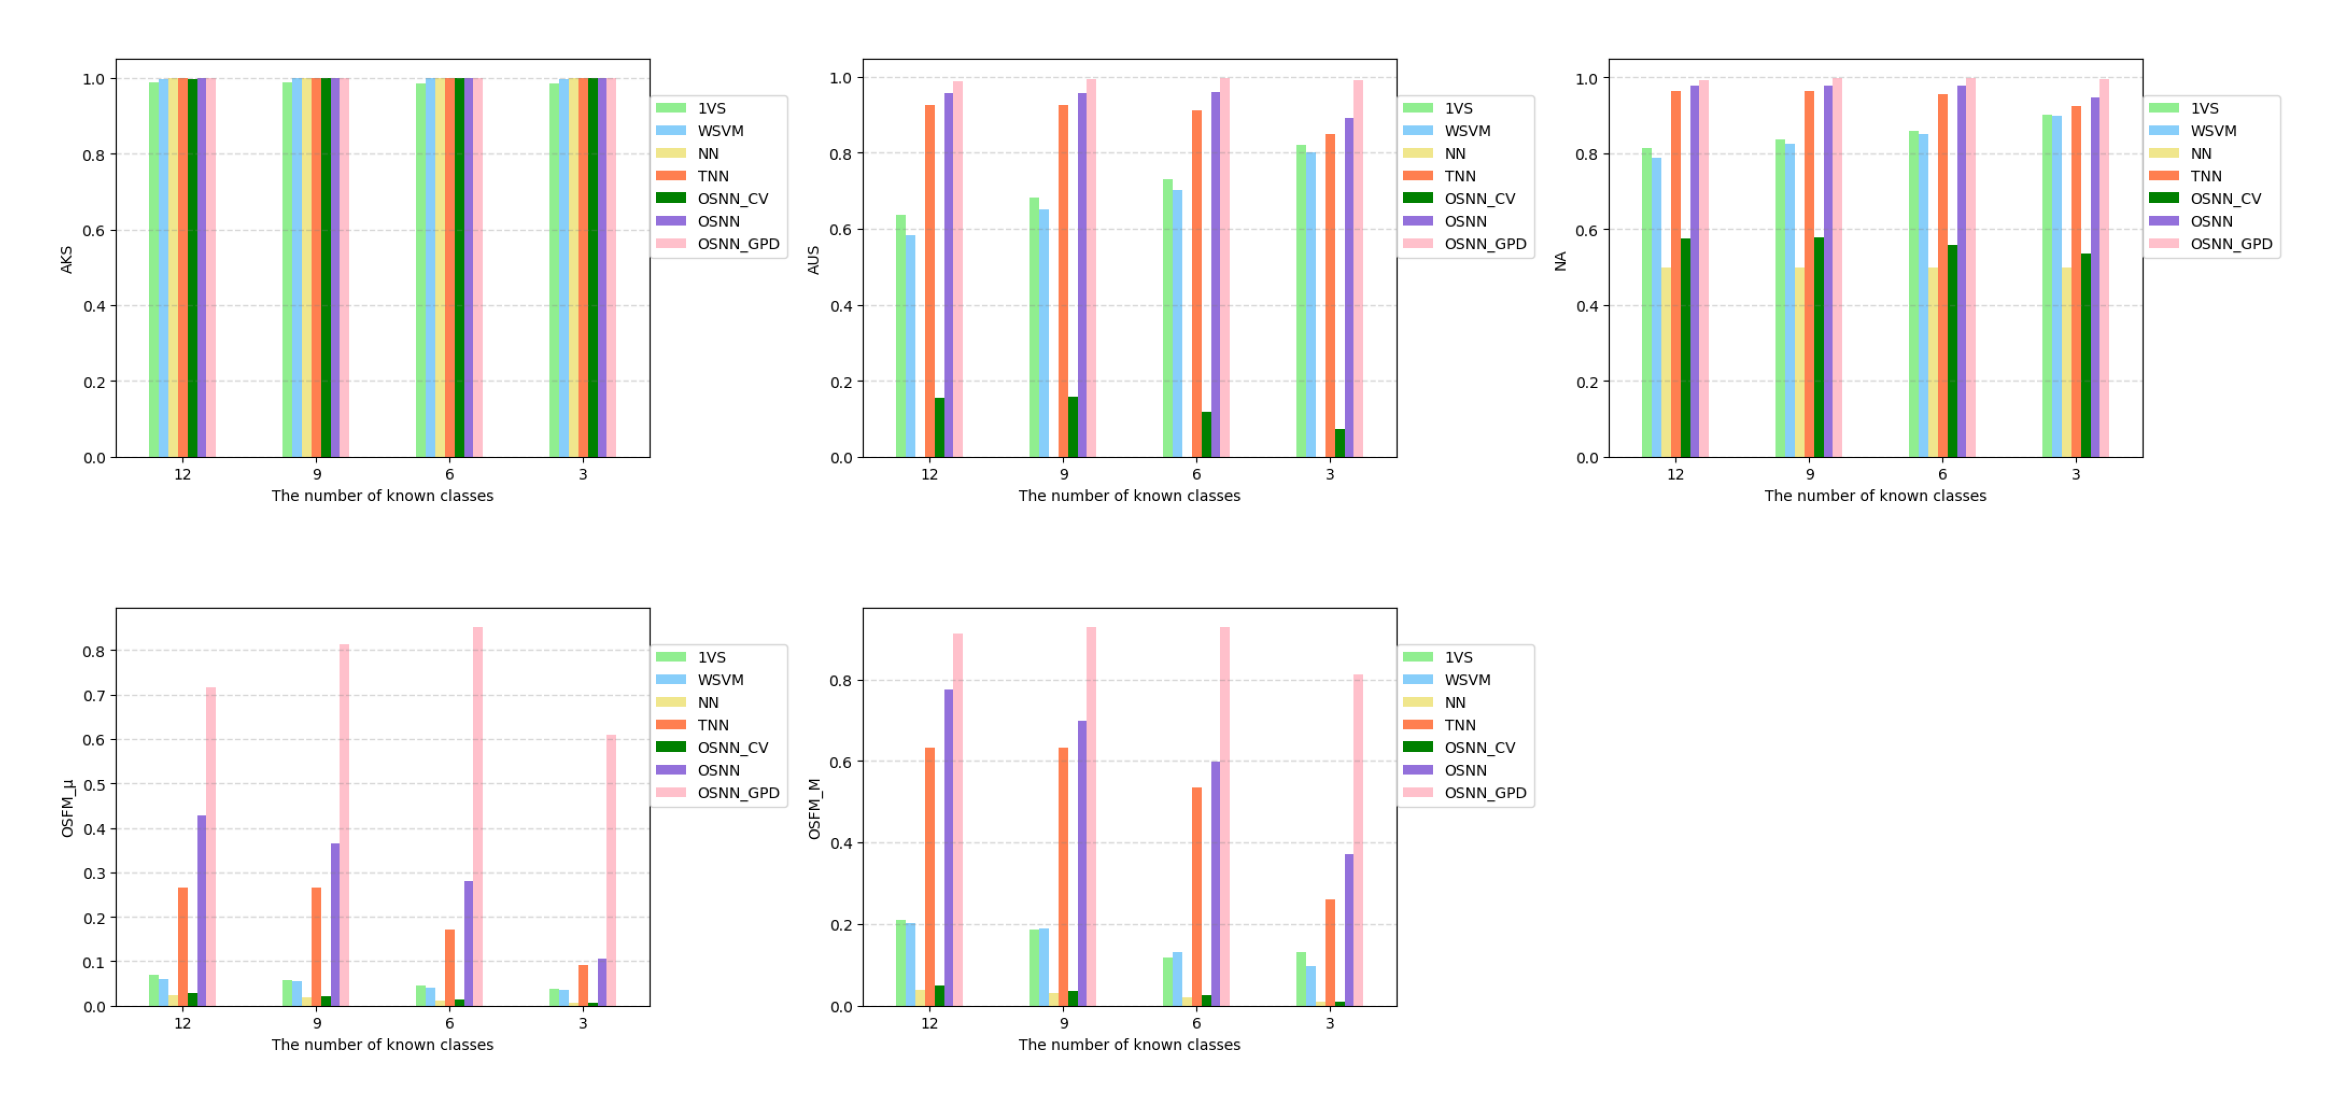 1.0
0.8
0.6
0.4
0.2
0.0
AKS
12 9 6 3
The number of known classes
1VS
WSVM
NN
TNN
OSNN_CV
OSNN
OSNN_GPD
1.0
0.8
0.6
0.4
0.2
0.0
AUS
12 9 6 3
The number of known classes
1VS
WSVM
NN
TNN
OSNN_CV
OSNN
OSNN_GPD
1.0
0.8
0.6
0.4
0.2
0.0
NA
12 9 6 3
The number of known classes
1VS
WSVM
NN
TNN
OSNN_CV
OSNN
OSNN_GPD
0.8
0.7
0.6
0.5
0.4
0.3
0.2
0.1
0.0
OSFM_μ
12 9 6 3
The number of known classes
1VS
WSVM
NN
TNN
OSNN_CV
OSNN
OSNN_GPD
0.8
0.6
0.4
0.2
0.0
OSFM_M
12 9 6 3
The number of known classes
1VS
WSVM
NN
TNN
OSNN_CV
OSNN
OSNN_GPD